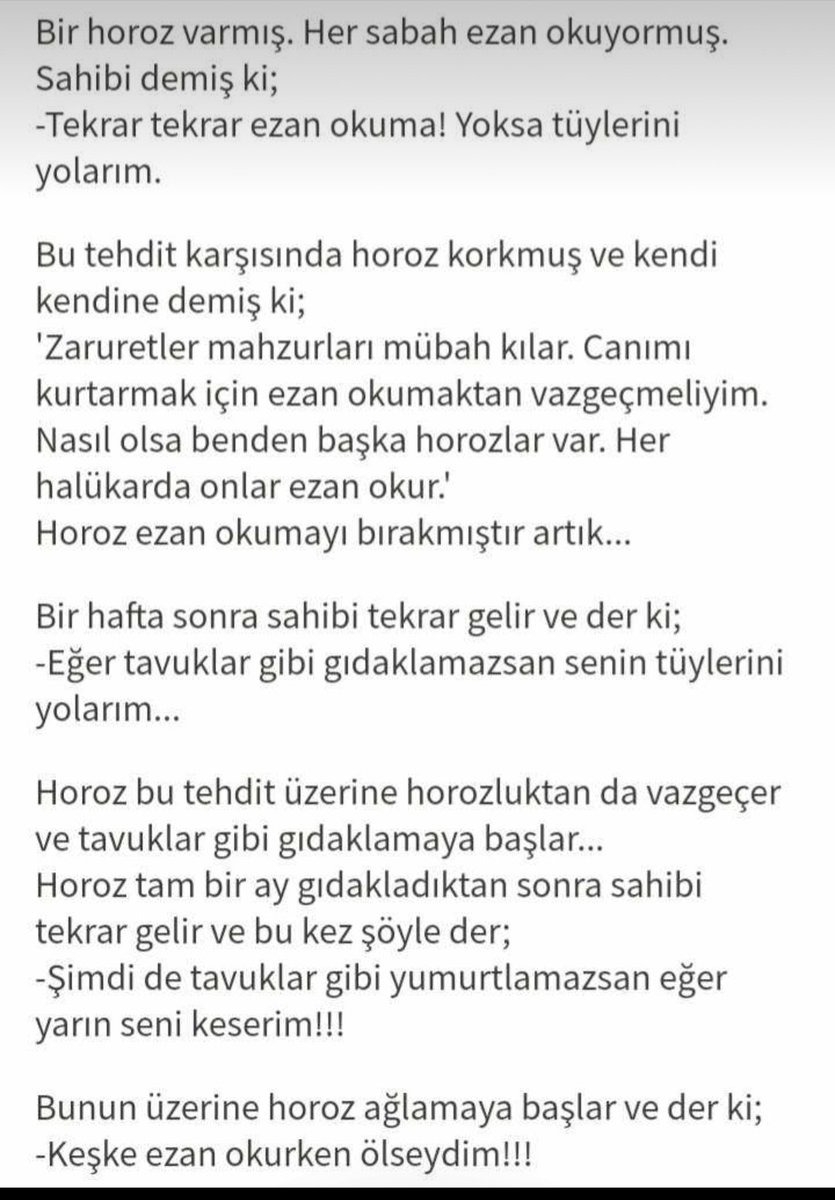 Bir horoz varmış. Her sabah ezan okuyormuş.
Sahibi demiş ki;
-Tekrar tekrar ezan okuma! Yoksa tüylerini
yolarım.
Bu tehdit karşısında horoz korkmuş ve kendi
kendine demiş ki;
'Zaruretler mahzurları mübah kılar. Canımı
kurtarmak için ezan okumaktan vazgeçmeliyim.
Nasıl olsa benden başka horozlar var. Her
halükarda onlar ezan okur.'
Horoz ezan okumayı bırakmıştır artık...
Bir hafta sonra sahibi tekrar gelir ve der ki;
-Eğer tavuklar gibi gıdaklamazsan senin tüylerini
yolarım...
Horoz bu tehdit üzerine horozluktan da vazgeçer
ve tavuklar gibi gıdaklamaya başlar...
Horoz tam bir ay gıdakladıktan sonra sahibi
tekrar gelir ve bu kez şöyle der;
-Şimdi de tavuklar gibi yumurtlamazsan eğer
yarın seni keserim!!!
Bunun üzerine horoz ağlamaya başlar ve der ki;
-Keşke ezan okurken ölseydim!!!